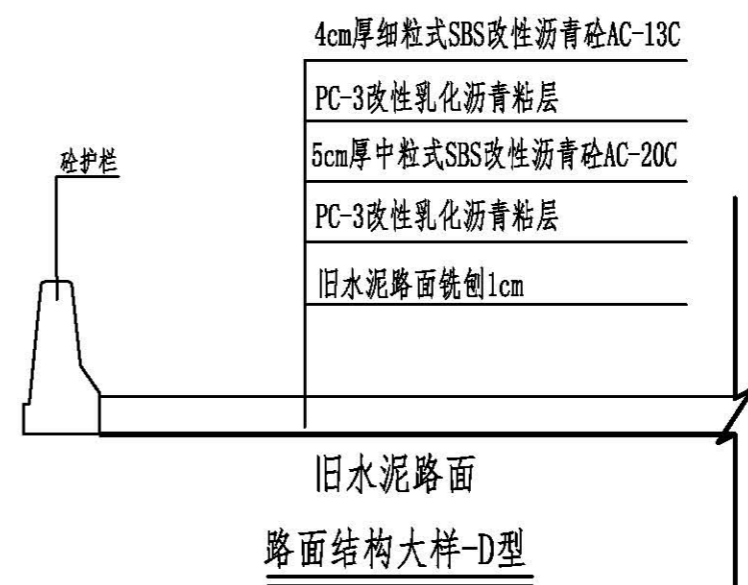 4cm厚细粒式SBS改性沥青砼AC-13C
PC-3改性乳化沥青粘层
5cm厚中粒式SBS改性沥青砼AC-20C
PC-3改性乳化沥青粘层
旧水泥路面铣刨1cm
砼护栏
旧水泥路面
路面结构大样-D型